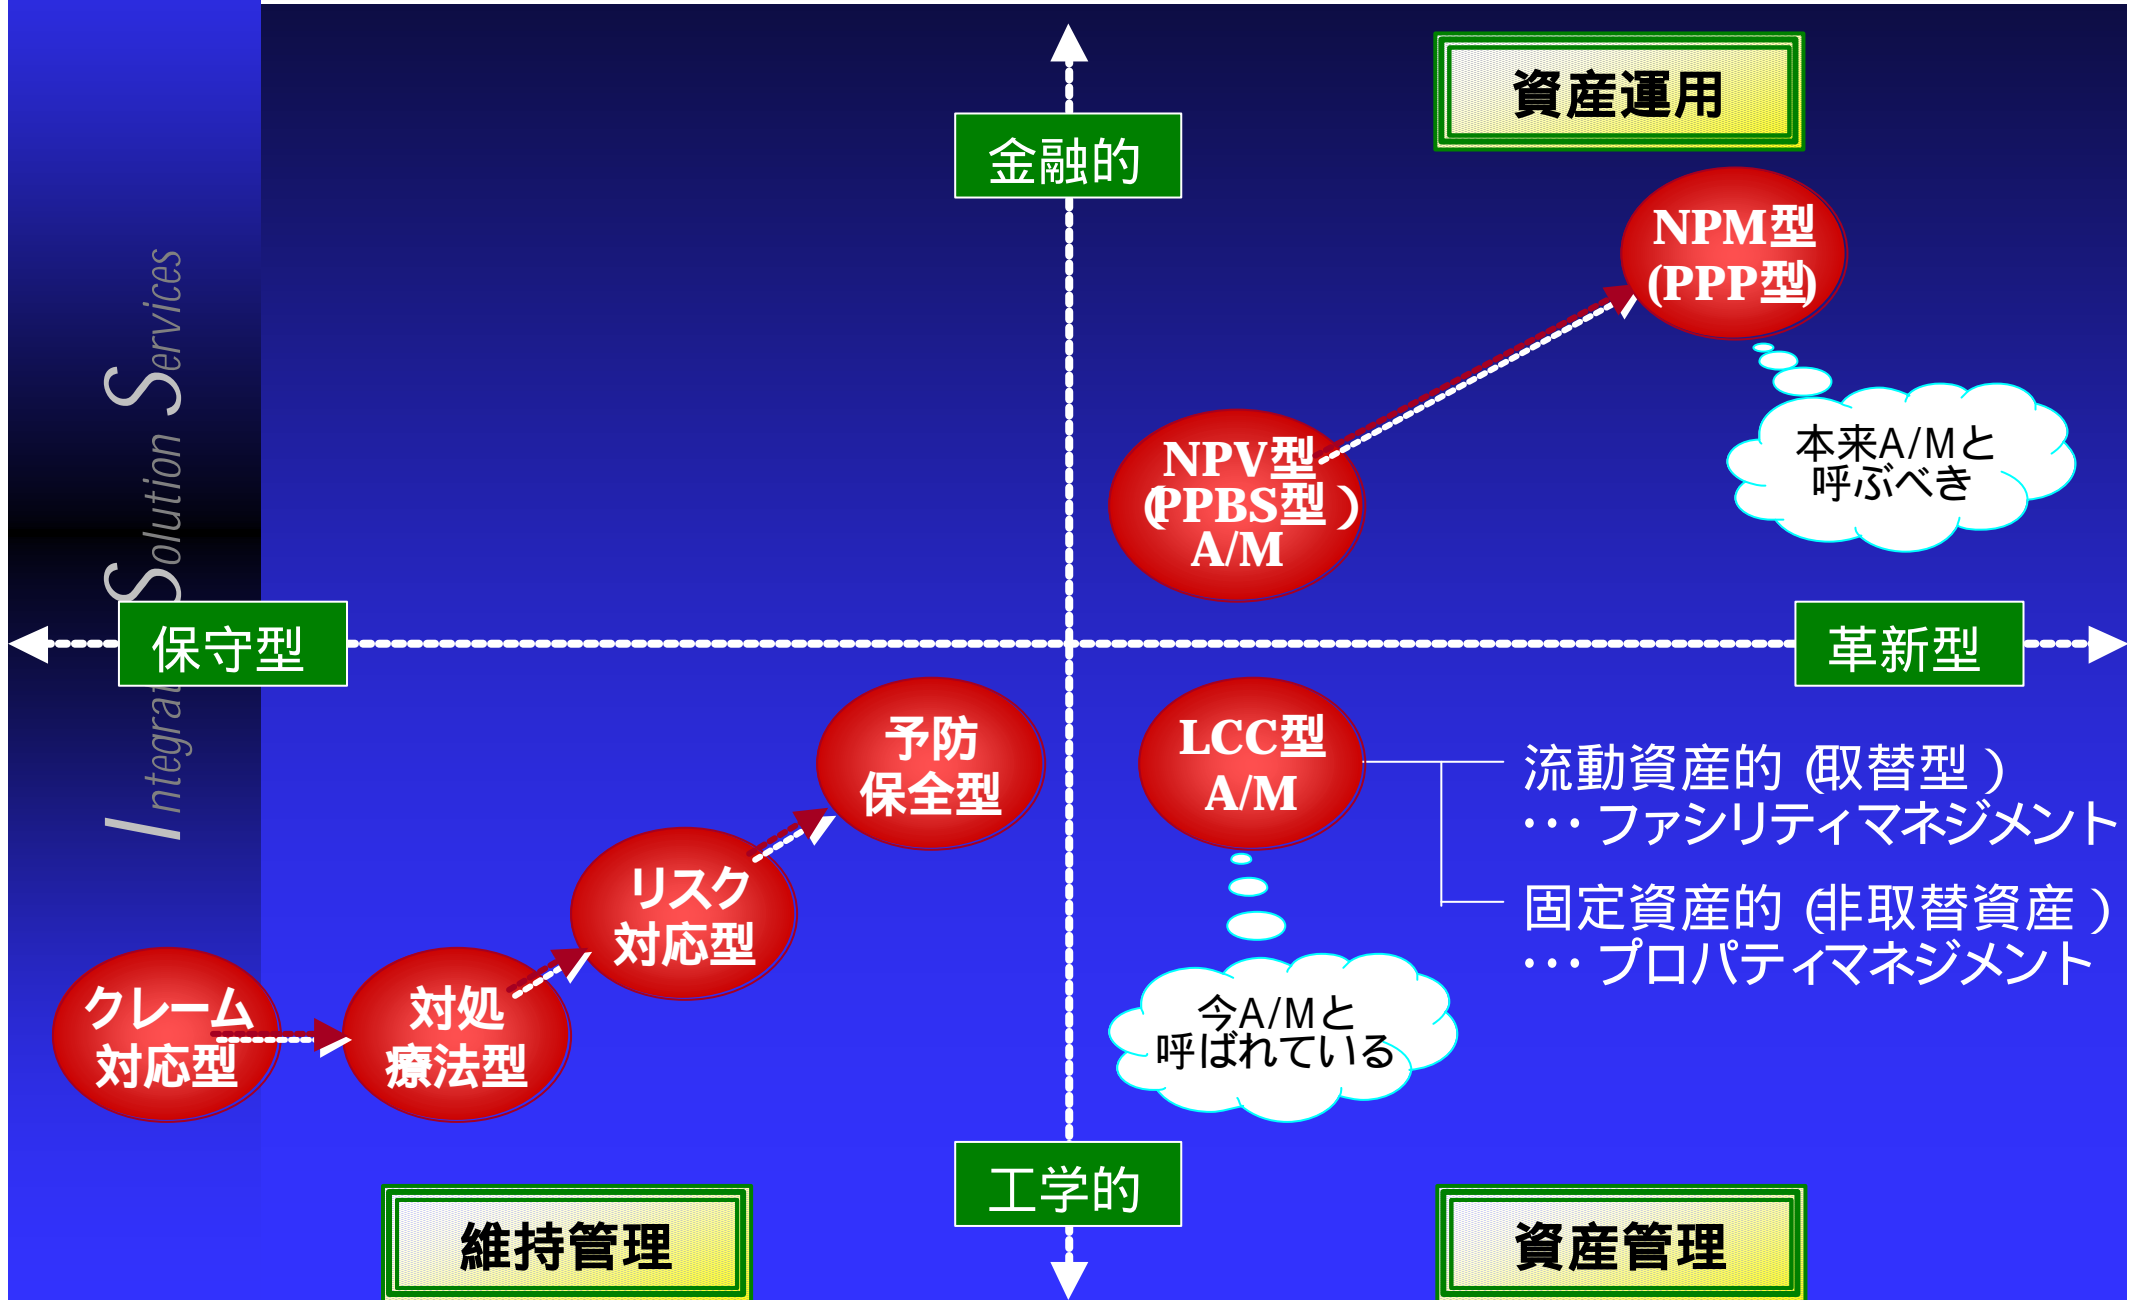 資産運用
金融的
NPM型
(PPP型)
本来A/Mと
呼ぶべき
NPV型
(PPBS型)
A/M
Solution Services
保守型
革新型
予防
保全型
LCC型
A/M
流動資産的(取替型)
・・・ファシリティマネジメント
固定資産的(非取替資産)
・・・プロパティマネジメント
リスク
対応型
クレーム
対応型
対処
療法型
今A/Mと
呼ばれている
工学的
維持管理
資産管理